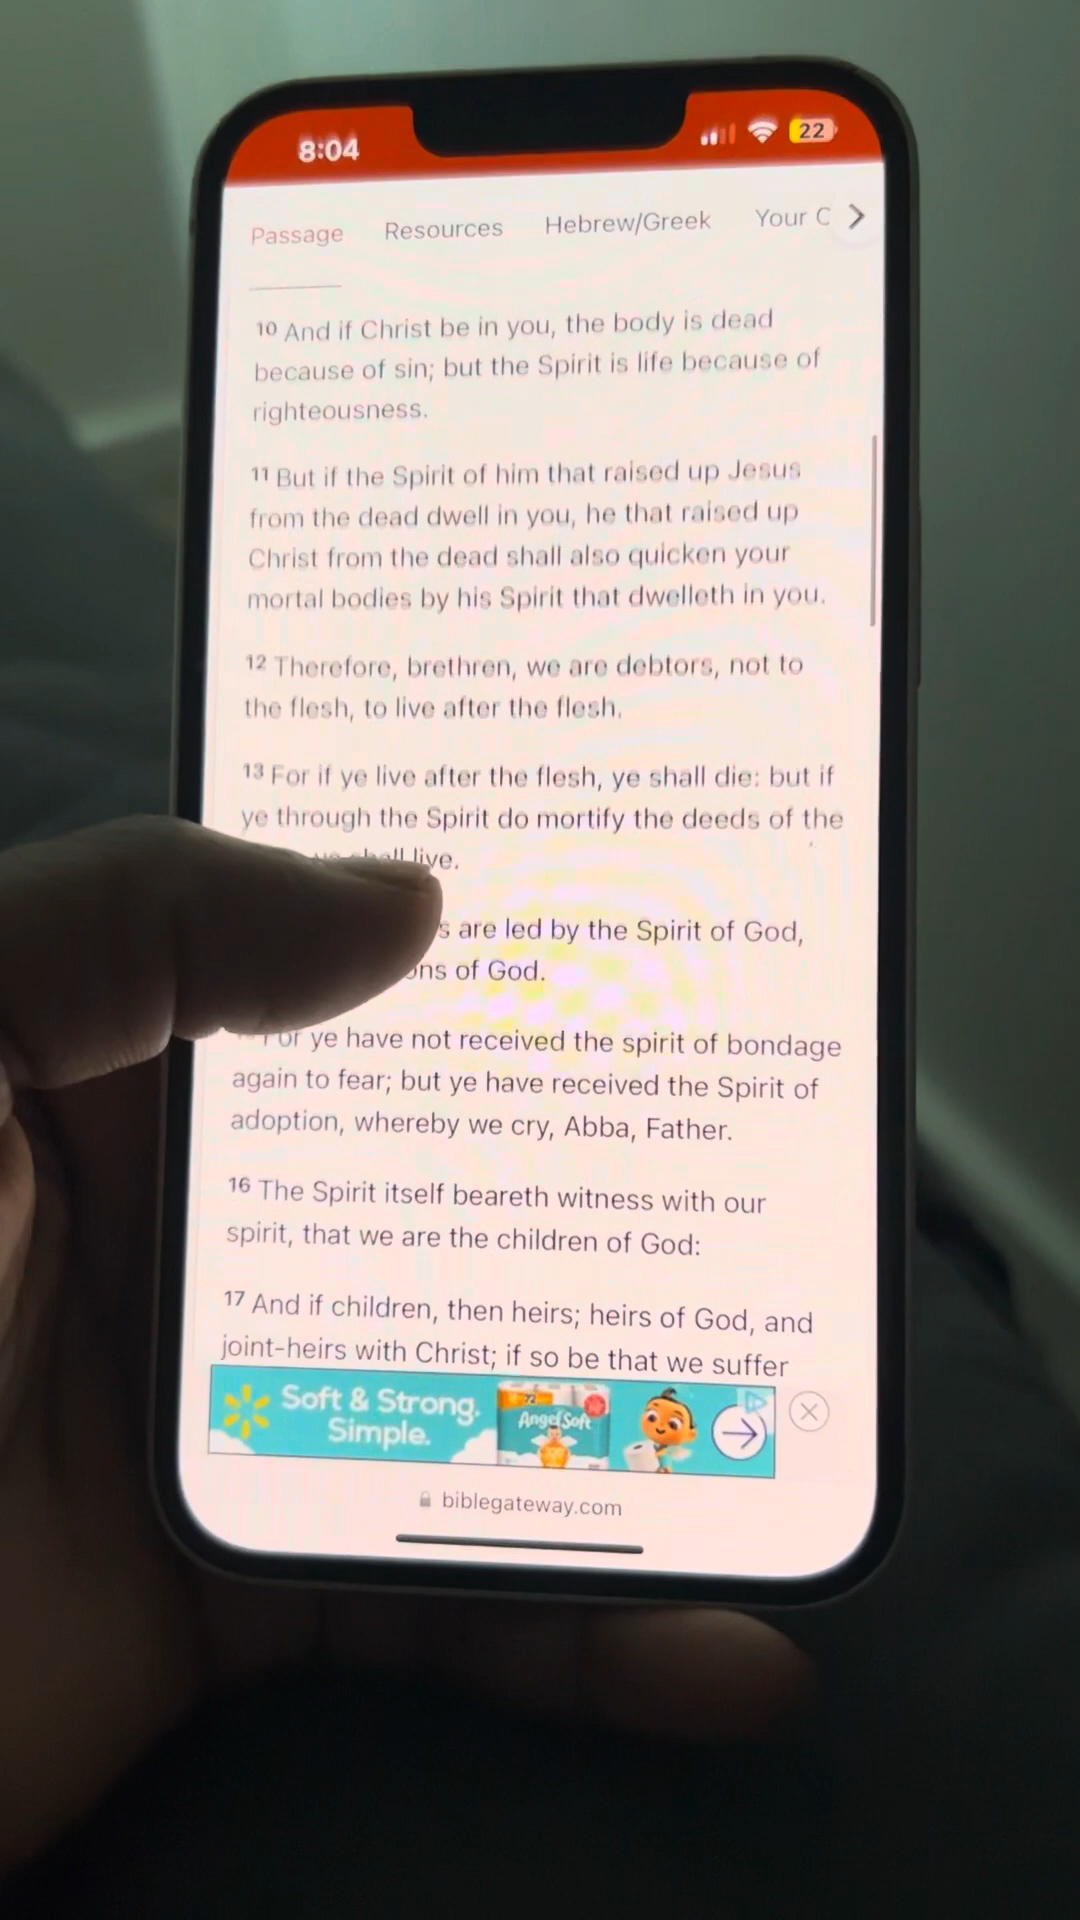 8:04
22
Passage Resources Hebrew/Greek Your C
10 And if Christ be in you, the body is dead
because of sin; but the Spirit is life because of
righteousness.
11 But if the Spirit of him that raised up Jesus
from the dead dwell in you, he that raised up
Christ from the dead shall also quicken your
mortal bodies by his Spirit that dwelleth in you.
12 Therefore, brethren, we are debtors, not to
the flesh, to live after the flesh.
13 For if ye live after the flesh, ye shall die: but if
ye through the Spirit do mortify the deeds of the
shall live.
are led by the Spirit of God,
of God.
For ye have not received the spirit of bondage
again to fear; but ye have received the Spirit of
adoption, whereby we cry, Abba, Father.
16 The Spirit itself beareth witness with our
spirit, that we are the children of God:
17 And if children, then heirs; heirs of God, and
joint-heirs with Christ; if so be that we suffer
Soft & Strong.
Simple.
Angel Soft
biblegateway.com